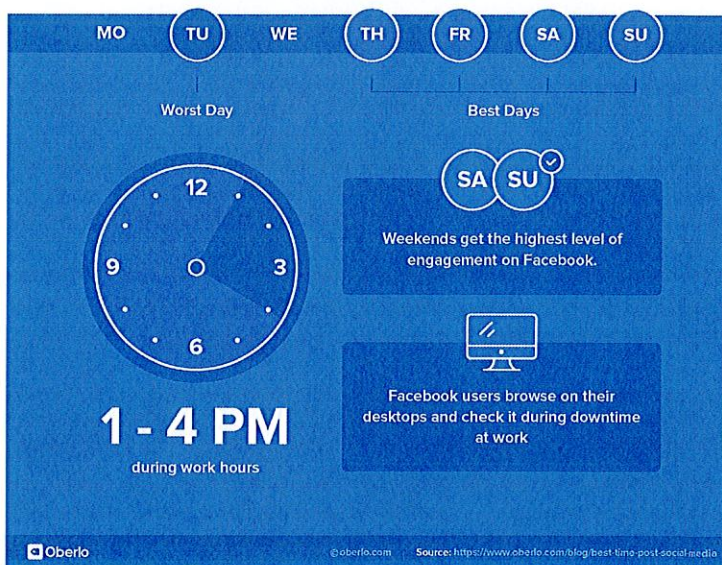 MO TU WE TH FR SA SU
Worst Day
Best Days
12
9
3
6
1 - 4 PM
during work hours
SA SU
Weekends get the highest level of
engagement on Facebook.
Facebook users browse on their
desktops and check it during downtime
at work
Oberlo
©oberlo.com
Source: https://www.oberlo.com/blog/best-time-post-social-media